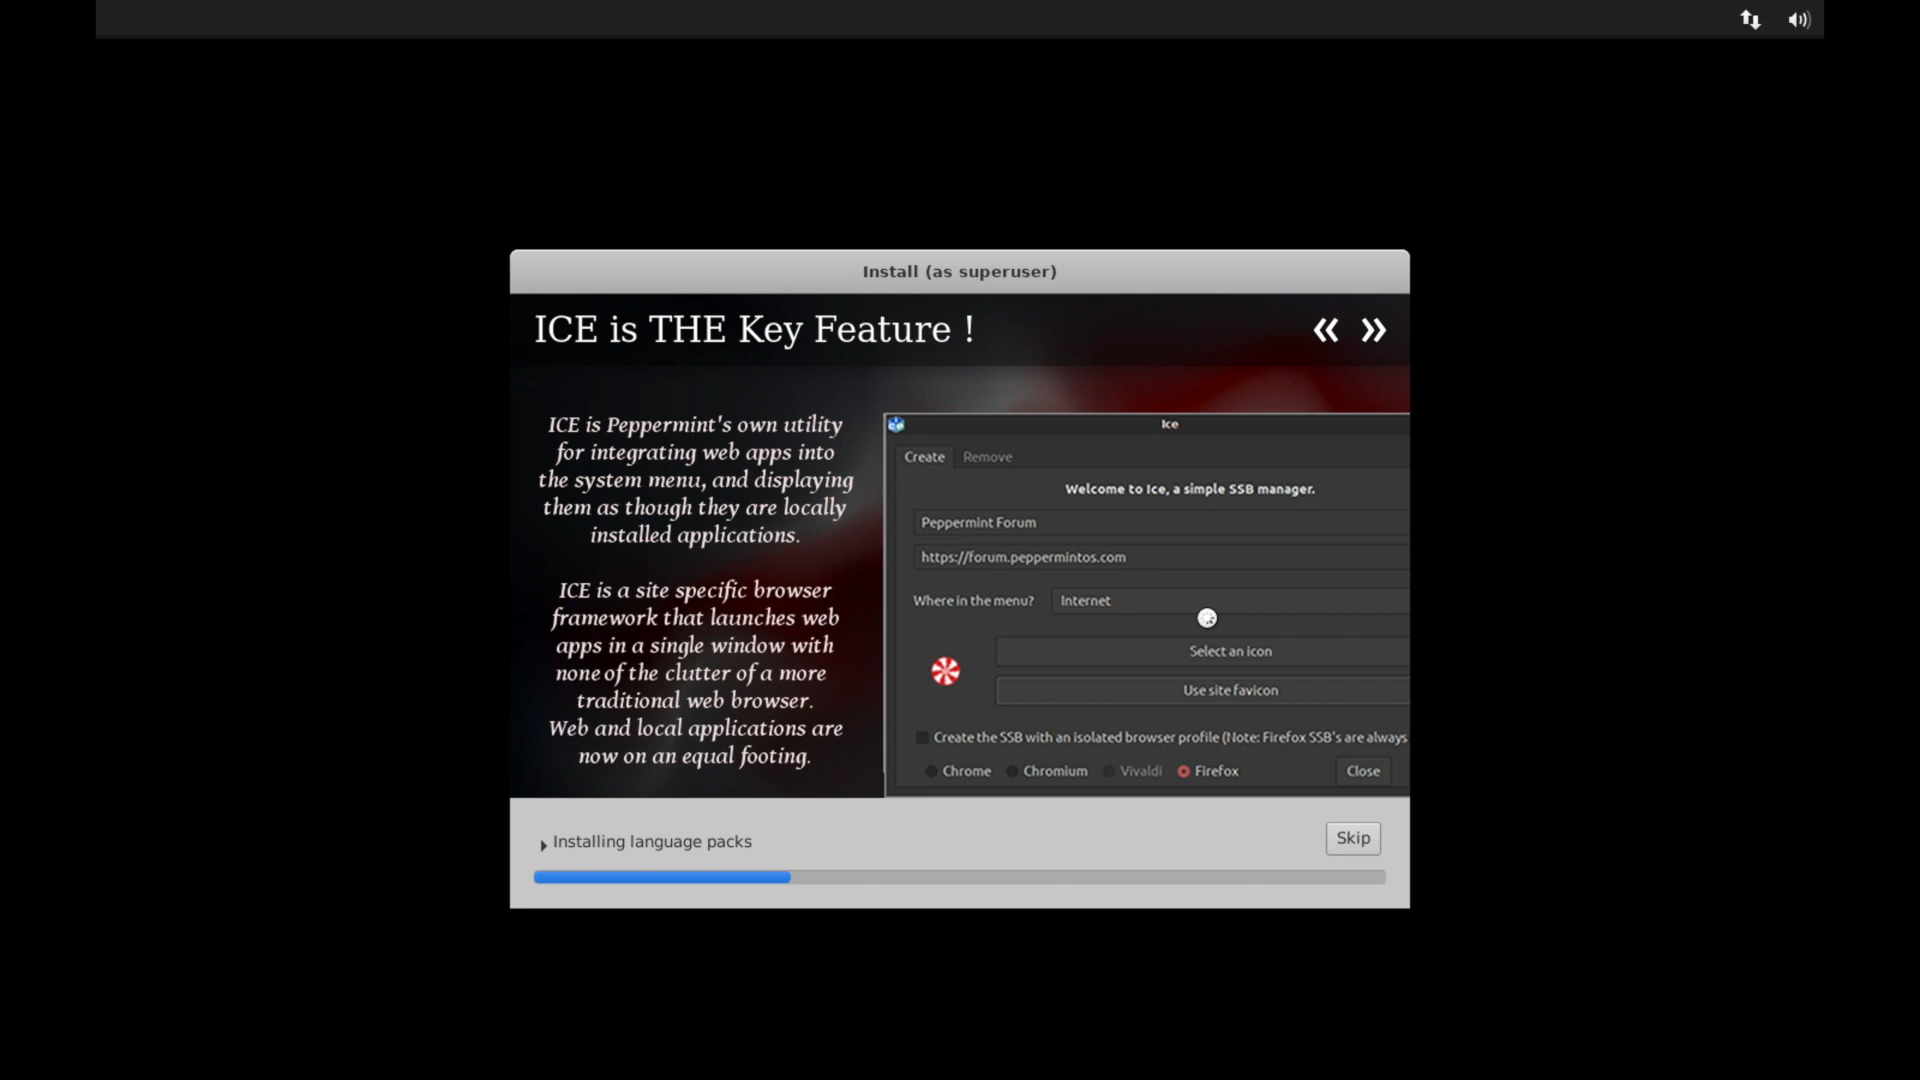 Install (as superuser)
ICE is THE Key Feature !
ICE is Peppermint's own utility
for integrating web apps into
the system menu, and displaying
them as though they are locally
installed applications.
ICE is a site specific browser
framework that launches web
apps in a single window with
none of the clutter of a more
traditional web browser.
Web and local applications are
now on an equal footing.
Ice
Create Remove
Welcome to Ice, a simple SSB manager.
Peppermint Forum
https://forum.peppermintos.com
Where in the menu? Internet
Select an icon
Use site favicon
Create the SSB with an isolated browser profile (Note: Firefox SSB's are always
Chrome Chromium Vivaldi Firefox Close
Installing language packs
Skip